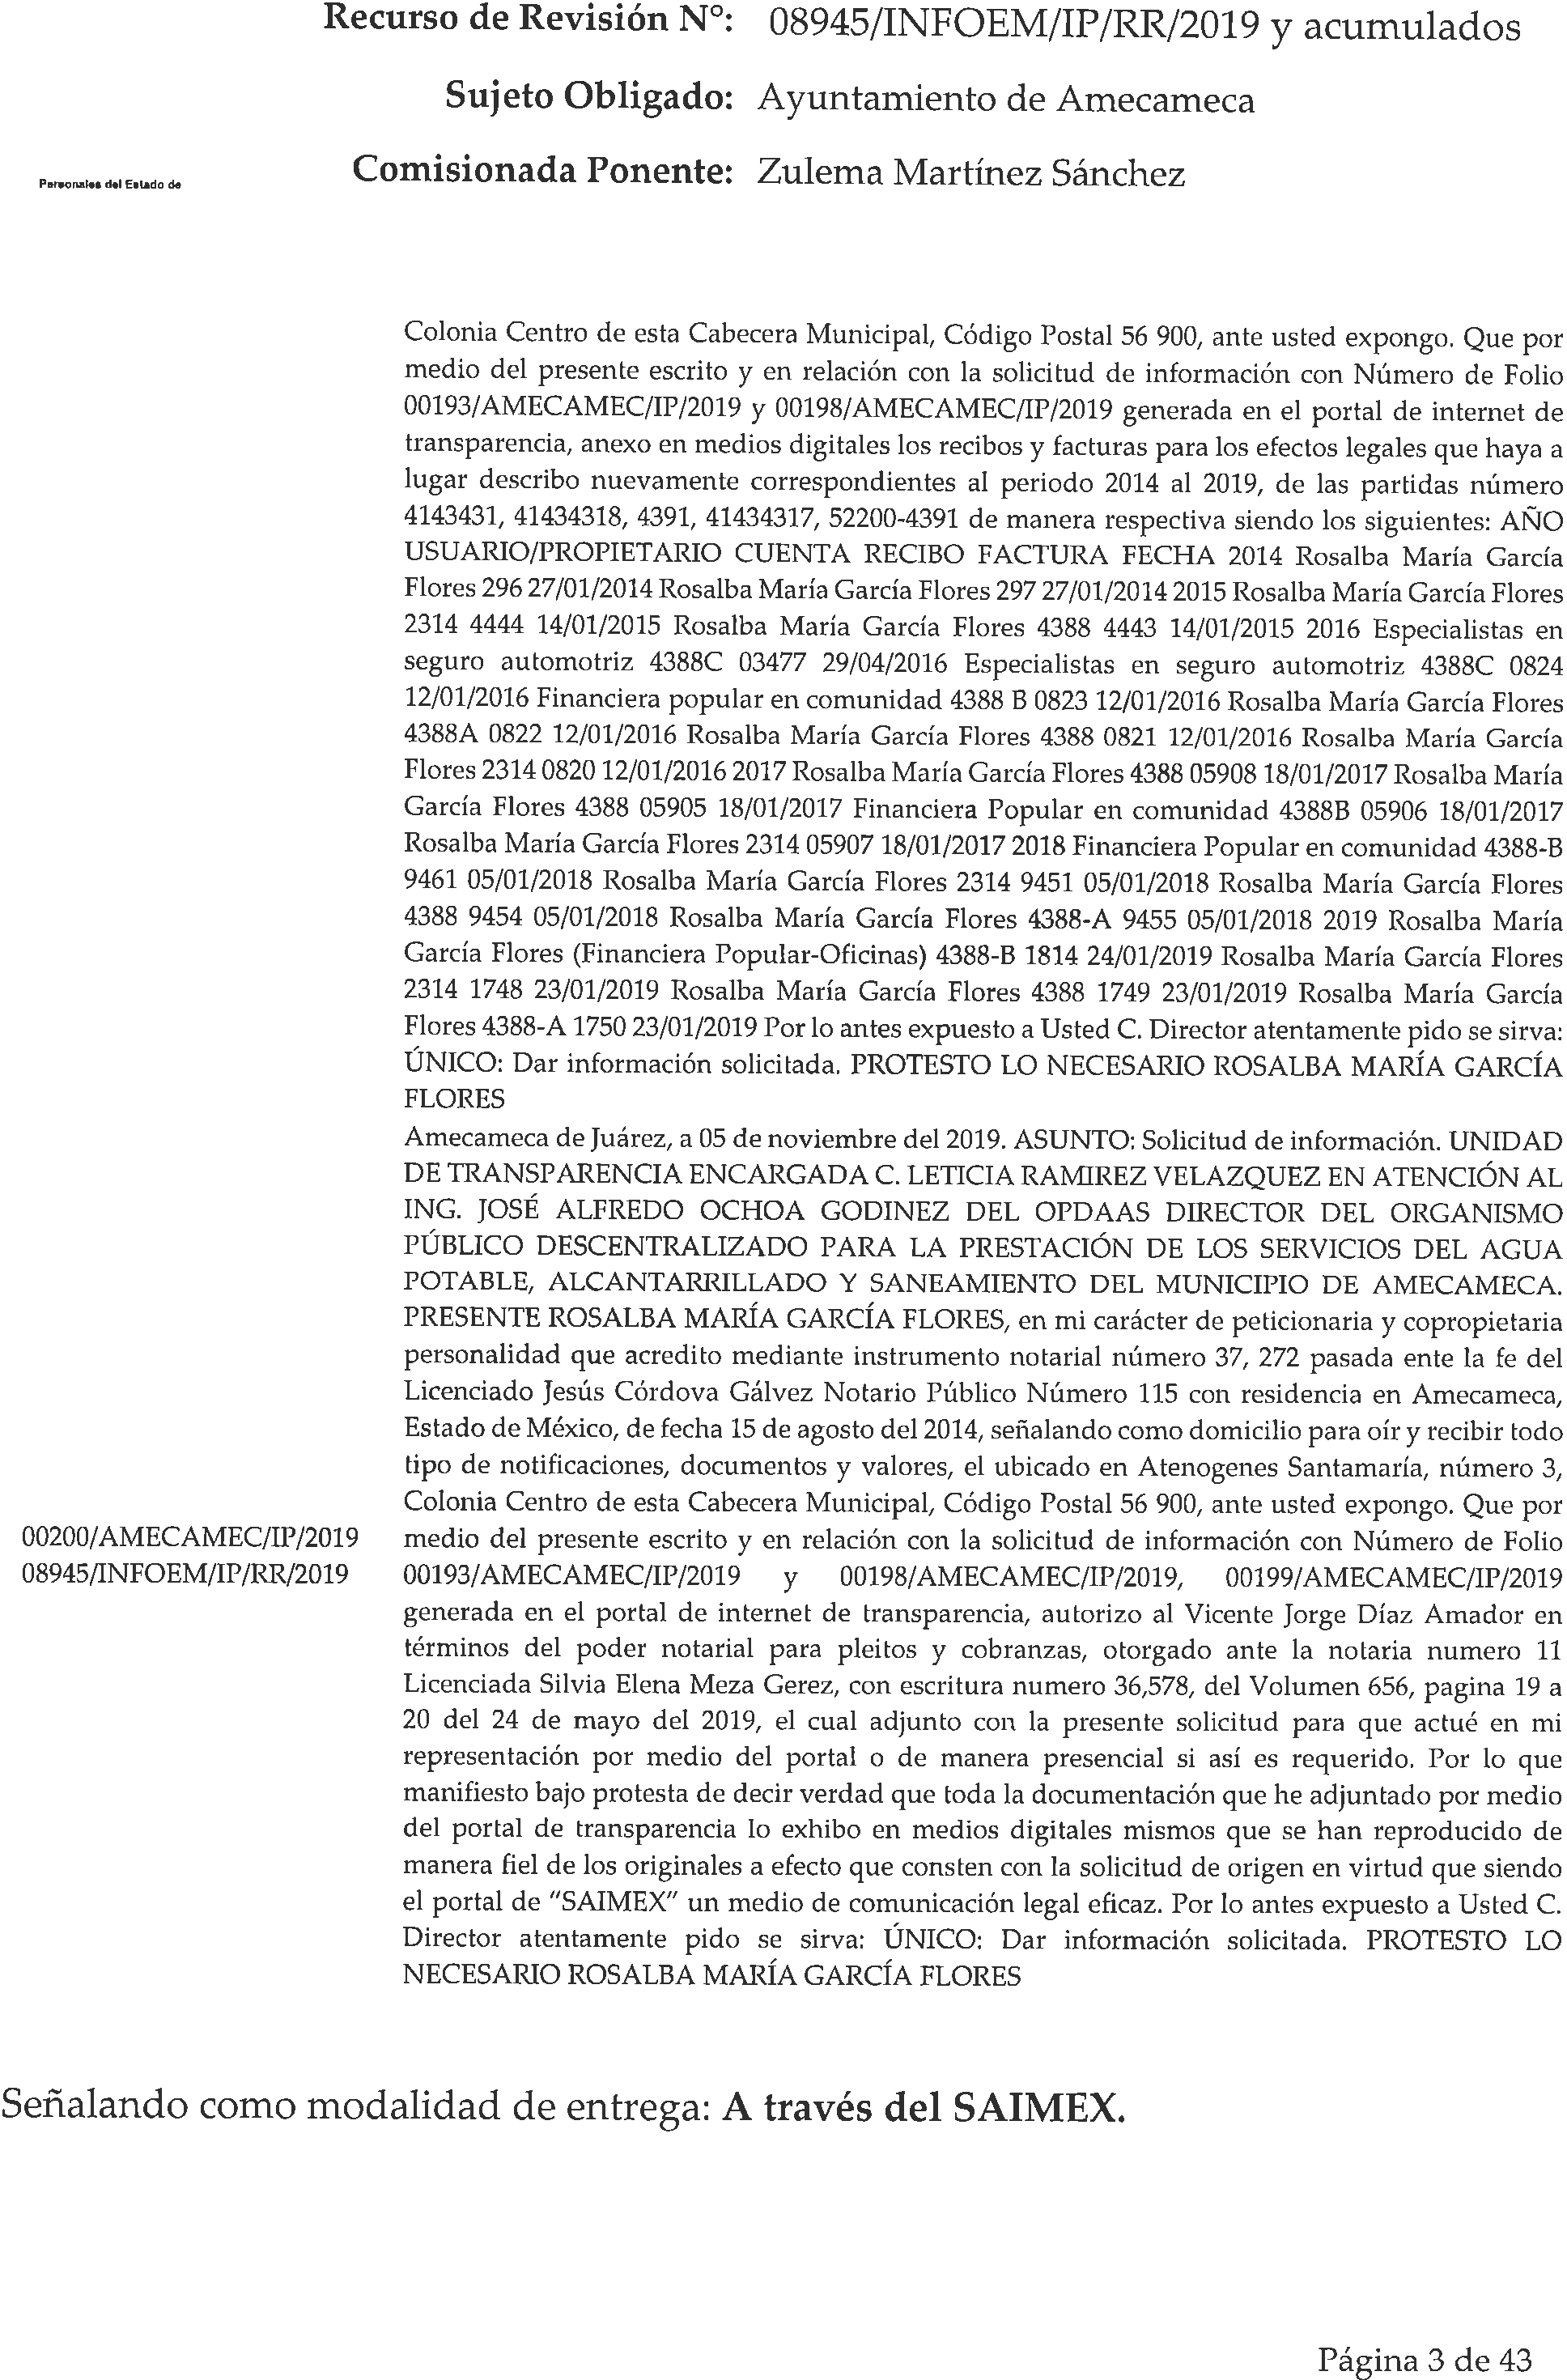 Recurso de Revisión N°: 08945/INFOEM/IP/RR/2019 y acumulados
Sujeto Obligado: Ayuntamiento de Amecameca
Personales del Estado de
Comisionada Ponente: Zulema Martínez Sánchez
Colonia Centro de esta Cabecera Municipal, Código Postal 56 900, ante usted expongo. Que por
medio del presente escrito y en relación con la solicitud de información con Número de Folio
00193/AMECAMEC/IP/2019 y 00198/AMECAMEC/IP/2019 generada en el portal de internet de
transparencia, anexo en medios digitales los recibos y facturas para los efectos legales que haya a
lugar describo nuevamente correspondientes al periodo 2014 al 2019, de las partidas número
4143431, 41434318, 4391, 41434317, 52200-4391 de manera respectiva siendo los siguientes: AÑO
USUARIO/PROPIETARIO CUENTA RECIBO FACTURA FECHA 2014 Rosalba María García
Flores 296 27/01/2014 Rosalba María García Flores 297 27/01/2014 2015 Rosalba María García Flores
2314 4444 14/01/2015 Rosalba María García Flores 4388 4443 14/01/2015 2016 Especialistas en
seguro automotriz 4388C 03477 29/04/2016 Especialistas en seguro automotriz 4388C 0824
12/01/2016 Financiera popular en comunidad 4388 B 0823 12/01/2016 Rosalba María García Flores
4388A 0822 12/01/2016 Rosalba María García Flores 4388 0821 12/01/2016 Rosalba María García
Flores 2314 0820 12/01/2016 2017 Rosalba María García Flores 4388 05908 18/01/2017 Rosalba María
García Flores 4388 05905 18/01/2017 Financiera Popular en comunidad 4388B 05906 18/01/2017
Rosalba María García Flores 2314 05907 18/01/2017 2018 Financiera Popular en comunidad 4388-B
9461 05/01/2018 Rosalba María García Flores 2314 9451 05/01/2018 Rosalba María García Flores
4388 9454 05/01/2018 Rosalba María García Flores 4388-A 9455 05/01/2018 2019 Rosalba María
García Flores (Financiera Popular-Oficinas) 4388-B 1814 24/01/2019 Rosalba María García Flores
2314 1748 23/01/2019 Rosalba María García Flores 4388 1749 23/01/2019 Rosalba María García
Flores 4388-A 1750 23/01/2019 Por lo antes expuesto a Usted C. Director atentamente pido se sirva:
ÚNICO: Dar información solicitada. PROTESTO LO NECESARIO ROSALBA MARÍA GARCÍA
FLORES
Amecameca de Juárez, a 05 de noviembre del 2019. ASUNTO: Solicitud de información. UNIDAD
DE TRANSPARENCIA ENCARGADA C. LETICIA RAMIREZ VELAZQUEZ EN ATENCIÓN AL
ING. JOSÉ ALFREDO OCHOA GODINEZ DEL OPDAAS DIRECTOR DEL ORGANISMO
PÚBLICO DESCENTRALIZADO PARA LA PRESTACIÓN DE LOS SERVICIOS DEL AGUA
POTABLE, ALCANTARRILLADO Y SANEAMIENTO DEL MUNICIPIO DE AMECAMECA.
PRESENTE ROSALBA MARÍA GARCÍA FLORES, en mi carácter de peticionaria y copropietaria
personalidad que acredito mediante instrumento notarial número 37, 272 pasada ente la fe del
Licenciado Jesús Córdova Gálvez Notario Público Número 115 con residencia en Amecameca,
Estado de México, de fecha 15 de agosto del 2014, señalando como domicilio para oír y recibir todo
tipo de notificaciones, documentos y valores, el ubicado en Atenogenes Santamaría, número 3,
Colonia Centro de esta Cabecera Municipal, Código Postal 56 900, ante usted expongo. Que por
00200/AMECAMEC/IP/2019 medio del presente escrito y en relación con la solicitud de información con Número de Folio
08945/INFOEM/IP/RR/2019 00193/AMECAMEC/IP/2019 y 00198/AMECAMEC/IP/2019, 00199/AMECAMEC/IP/2019
generada en el portal de internet de transparencia, autorizo al Vicente Jorge Díaz Amador en
términos del poder notarial para pleitos y cobranzas, otorgado ante la notaria numero 11
Licenciada Silvia Elena Meza Gerez, con escritura numero 36,578, del Volumen 656, pagina 19 a
20 del 24 de mayo del 2019, el cual adjunto con la presente solicitud para que actué en mi
representación por medio del portal o de manera presencial si así es requerido. Por lo que
manifiesto bajo protesta de decir verdad que toda la documentación que he adjuntado por medio
del portal de transparencia lo exhibo en medios digitales mismos que se han reproducido de
manera fiel de los originales a efecto que consten con la solicitud de origen en virtud que siendo
el portal de "SAIMEX" un medio de comunicación legal eficaz. Por lo antes expuesto a Usted C.
Director atentamente pido se sirva: ÚNICO: Dar información solicitada. PROTESTO LO
NECESARIO ROSALBA MARÍA GARCÍA FLORES
Señalando como modalidad de entrega: A través del SAIMEX.
Página 3 de 43